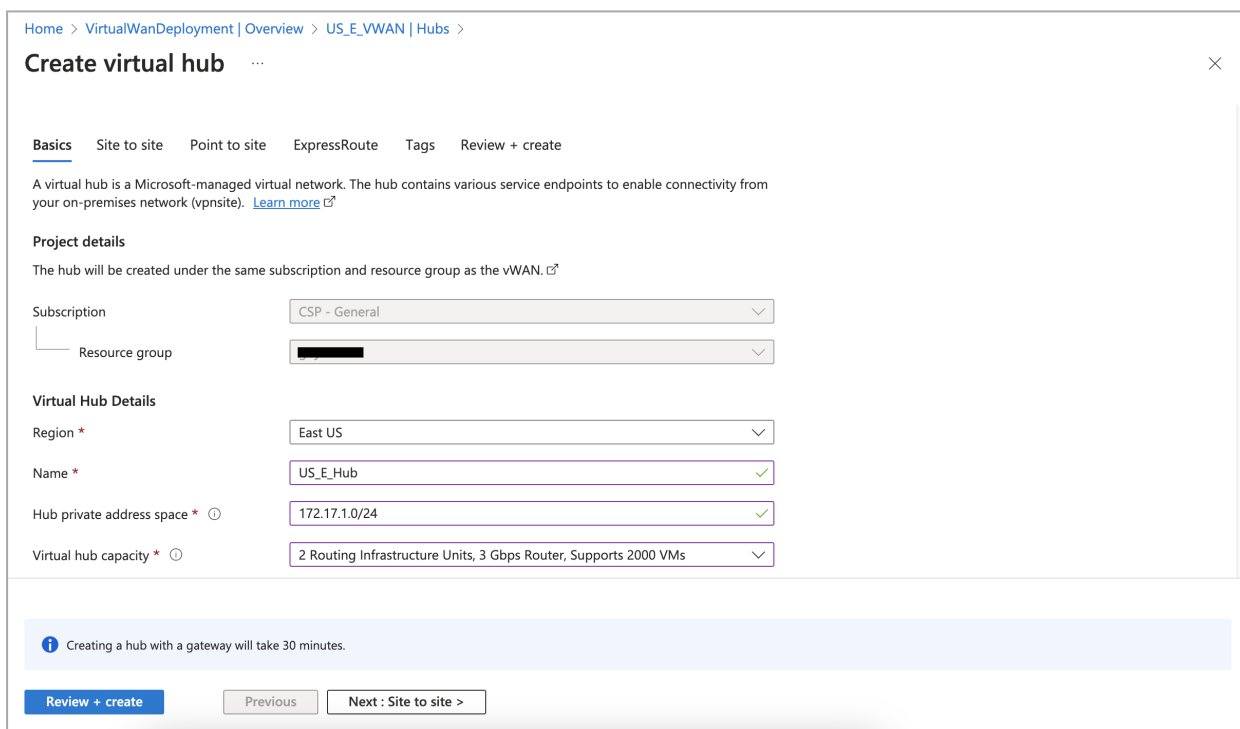 Home > VirtualWanDeployment | Overview > US_E_VWAN | Hubs >
Create virtual hub ...
Basics Site to site Point to site ExpressRoute Tags Review + create
A virtual hub is a Microsoft-managed virtual network. The hub contains various service endpoints to enable connectivity from
your on-premises network (vpnsite). Learn more
Project details
The hub will be created under the same subscription and resource group as the vWAN.
Subscription CSP - General
Resource group
Virtual Hub Details
Region * East US
Name * US_E_Hub
Hub private address space * 172.17.1.0/24
Virtual hub capacity * 2 Routing Infrastructure Units, 3 Gbps Router, Supports 2000 VMs
Creating a hub with a gateway will take 30 minutes.
Review + create Previous Next : Site to site >